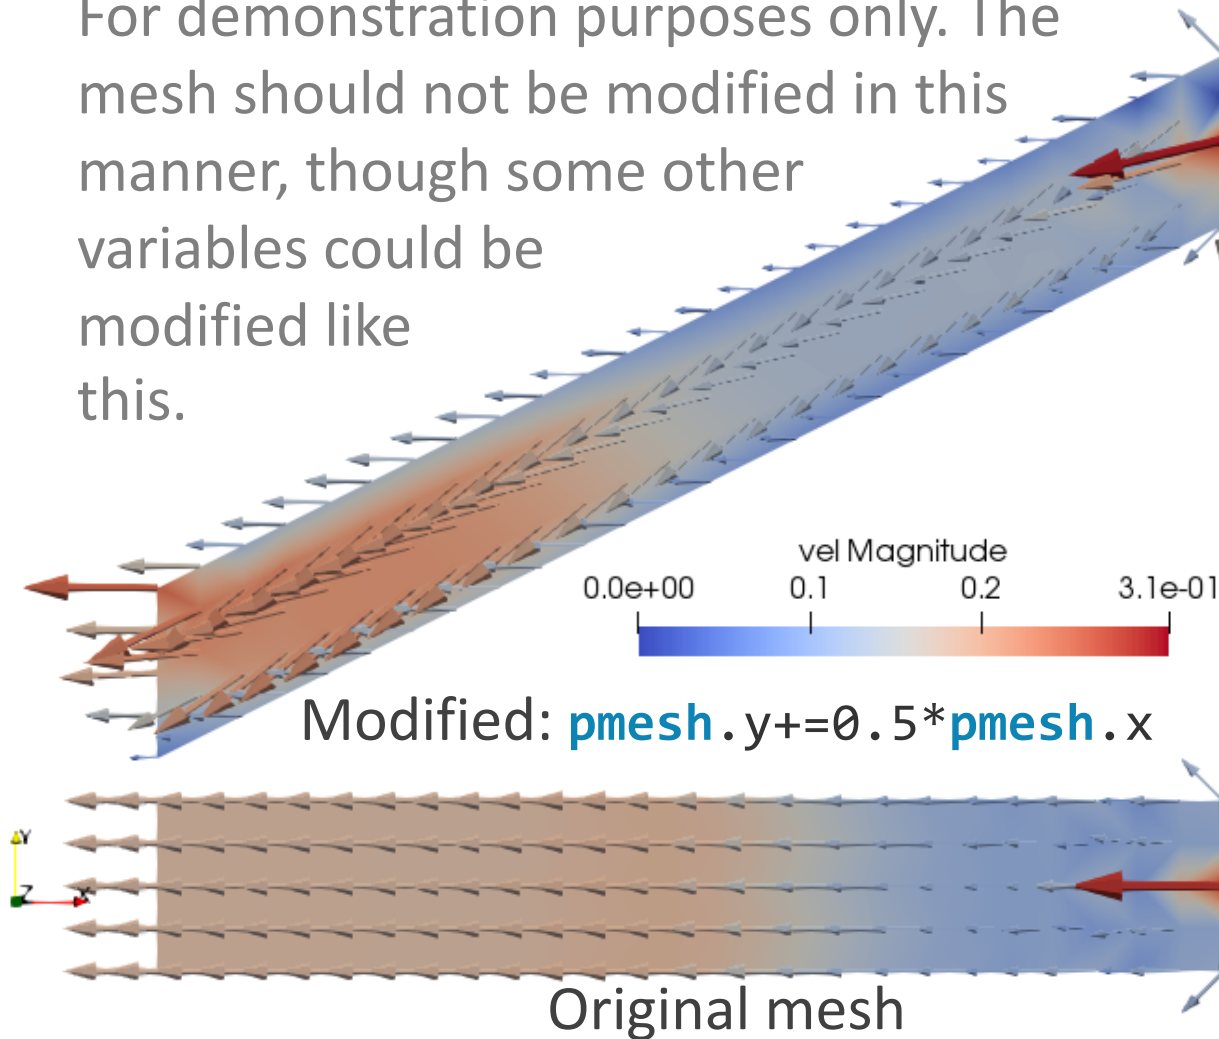 For demonstration purposes only. The
mesh should not be modified in this
manner, though some other
variables could be
modified like
this.
vel Magnitude
0.0e+00 0.1 0.2 3.1e-01
Modified: pmesh.y+=0.5*pmesh.x
Y
Z X
Original mesh